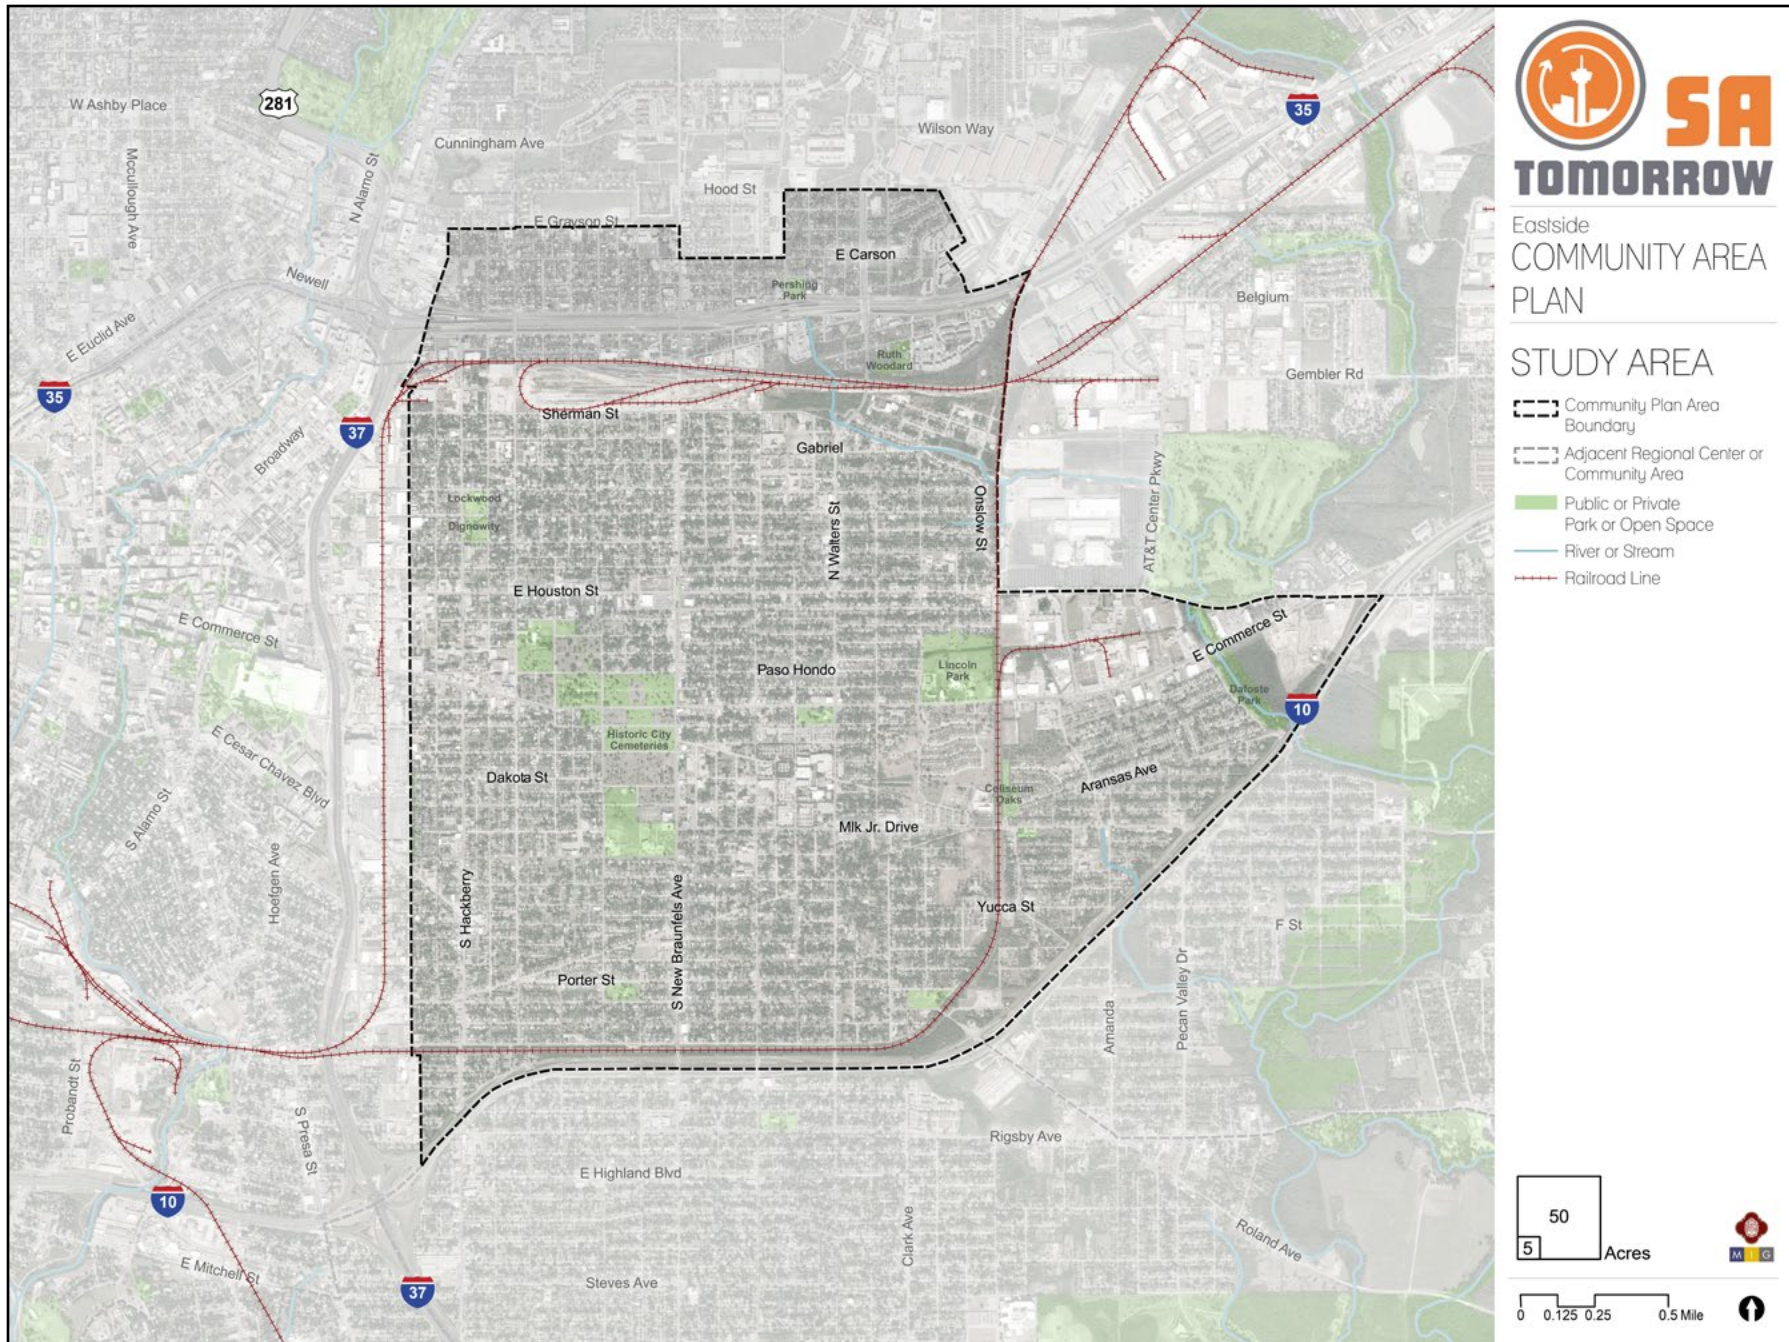 W Ashby Place
281
Mccullough Ave
N Alamo St
Cunningham Ave
Wilson Way
35
Hood St
E Grayson St
E Carson
Newell
Pershing
Park
Belgium
E Euclid Ave
Ruth
Woodard
Gembler Rd
35
37
Sherman St
Broadway
Gabriel
AT&T Center Pkwy
Lockwood
Dignowity
N Walters St
Onslow St
E Houston St
E Commerce St
E Commerce St
Paso Hondo
Lincoln
Park
Dafoste
Park
10
Historic City
Cemeteries
E Cesar Chavez Blvd
Dakota St
Aransas Ave
Coliseum
Oaks
S Alamo St
Mlk Jr. Drive
Hoefgen Ave
S Hackberry
S New Braunfels Ave
Yucca St
F St
Porter St
Pecan Valley Dr
Amanda
Probandt St
S Presa St
Rigsby Ave
E Highland Blvd
10
Clark Ave
Roland Ave
E Mitchell St
Steves Ave
37
SA
TOMORROW
Eastside
COMMUNITY AREA
PLAN
STUDY AREA
Community Plan Area
Boundary
Adjacent Regional Center or
Community Area
Public or Private
Park or Open Space
River or Stream
Railroad Line
50
5
Acres
M I G
0 0.125 0.25 0.5 Mile